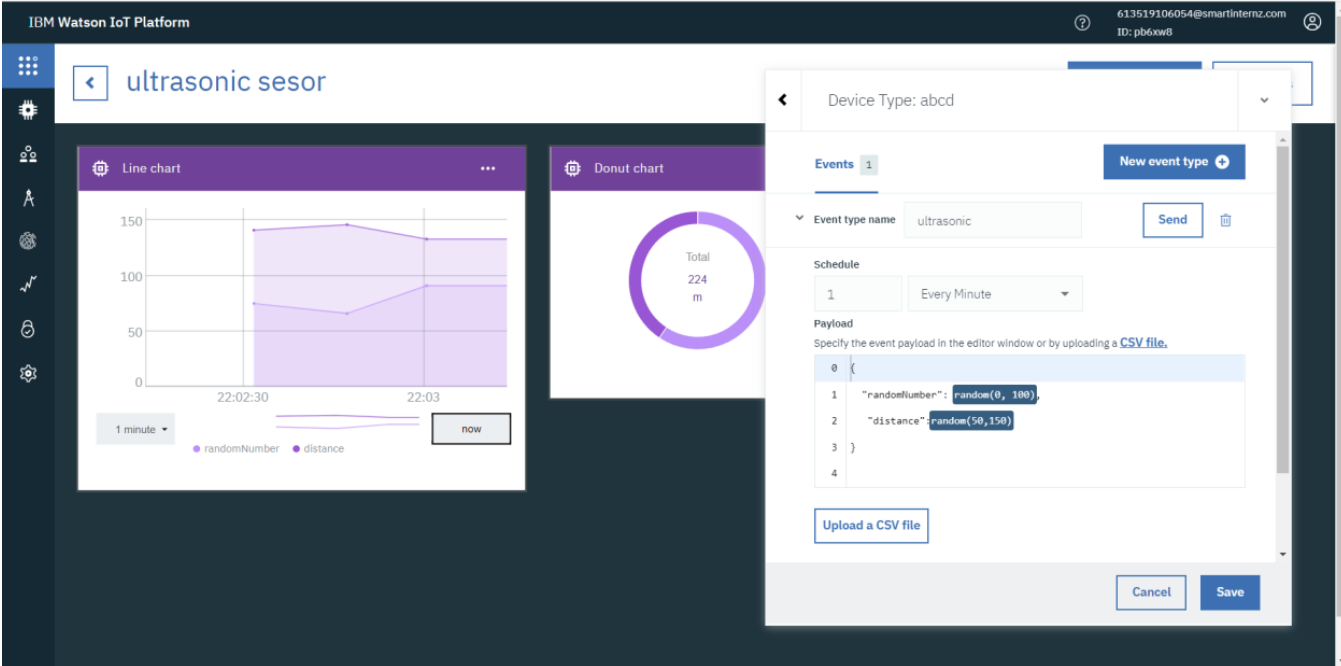 IBM Watson IoT Platform
613519106054@smartinternz.com
ID: pb6xw8
ultrasonic sesor
Device Type: abcd
Line chart
Donut chart
Events 1
New event type
Event type name ultrasonic Send
150
100
50
0
22:02:30 22:03
1 minute
now
randomNumber distance
Total
224
m
Schedule
1 Every Minute
Payload
Specify the event payload in the editor window or by uploading a CSV file.
0 {
1 "randomNumber": random(0, 100),
2 "distance":random(50,150)
3 }
4
Upload a CSV file
Cancel Save